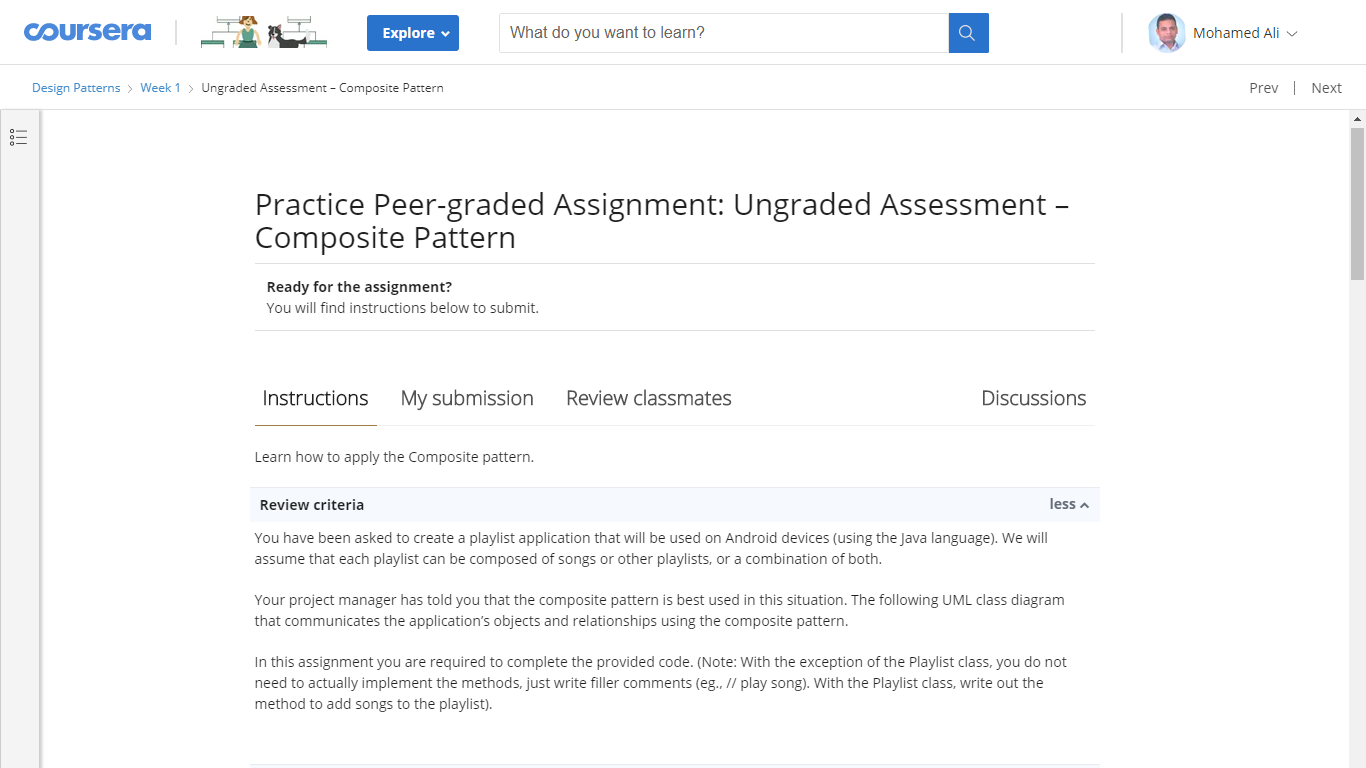 coursera
Explore
What do you want to learn?
Mohamed Ali
Design Patterns
Week 1
Ungraded Assessment – Composite Pattern
Prev | Next
Practice Peer-graded Assignment: Ungraded Assessment –
Composite Pattern
Ready for the assignment?
You will find instructions below to submit.
Instructions
My submission
Review classmates
Discussions
Learn how to apply the Composite pattern.
Review criteria
less
You have been asked to create a playlist application that will be used on Android devices (using the Java language). We will
assume that each playlist can be composed of songs or other playlists, or a combination of both.
Your project manager has told you that the composite pattern is best used in this situation. The following UML class diagram
that communicates the application’s objects and relationships using the composite pattern.
In this assignment you are required to complete the provided code. (Note: With the exception of the Playlist class, you do not
need to actually implement the methods, just write filler comments (eg., // play song). With the Playlist class, write out the
method to add songs to the playlist).